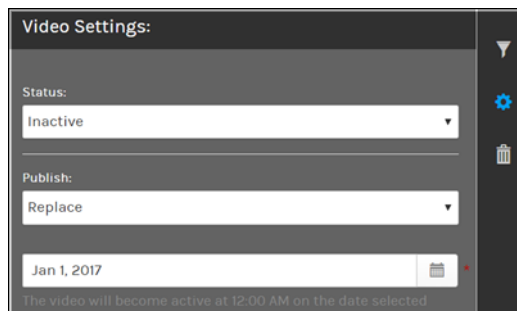 Video Settings:
Status:
Inactive
Publish:
Replace
Jan 1, 2017 *
The video will become active at 12:00 AM on the date selected